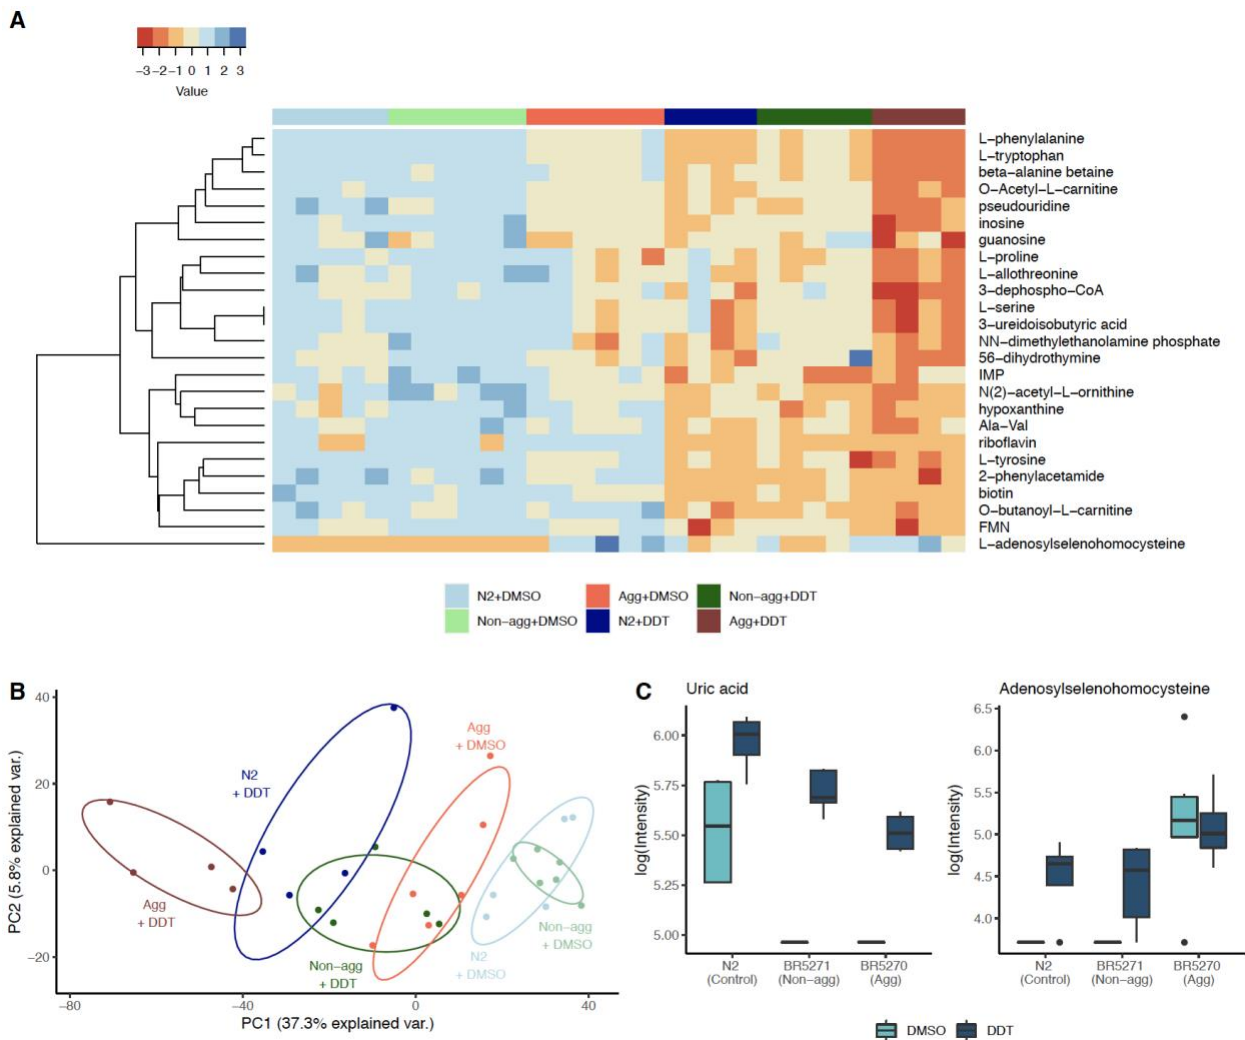 A
−3 −2 −1 0 1 2 3
Value
L−phenylalanine
L−tryptophan
beta−alanine betaine
O−Acetyl−L−carnitine
pseudouridine
inosine
guanosine
L−proline
L−allothreonine
3−dephospho−CoA
L−serine
3−ureidoisobutyric acid
NN−dimethylethanolamine phosphate
56−dihydrothymine
IMP
N(2)−acetyl−L−ornithine
hypoxanthine
Ala−Val
riboflavin
L−tyrosine
2−phenylacetamide
biotin
O−butanoyl−L−carnitine
FMN
L−adenosylselenohomocysteine
N2+DMSO Agg+DMSO Non−agg+DDT
Non−agg+DMSO N2+DDT Agg+DDT
B
40
20
0
−20
PC2 (5.8% explained var.)
Agg
+ DMSO
N2
+ DDT
Agg
+ DDT
Non-agg
+ DDT
N2
+ DMSO
Non-agg
+ DMSO
−80 −40 0 40
PC1 (37.3% explained var.)
C
Uric acid
6.00
5.75
5.50
5.25
5.00
log(Intensity)
N2
(Control)
BR5271
(Non−agg)
BR5270
(Agg)
Adenosylselenohomocysteine
6.5
6.0
5.5
5.0
4.5
4.0
log(Intensity)
N2
(Control)
BR5271
(Non−agg)
BR5270
(Agg)
DMSO DDT